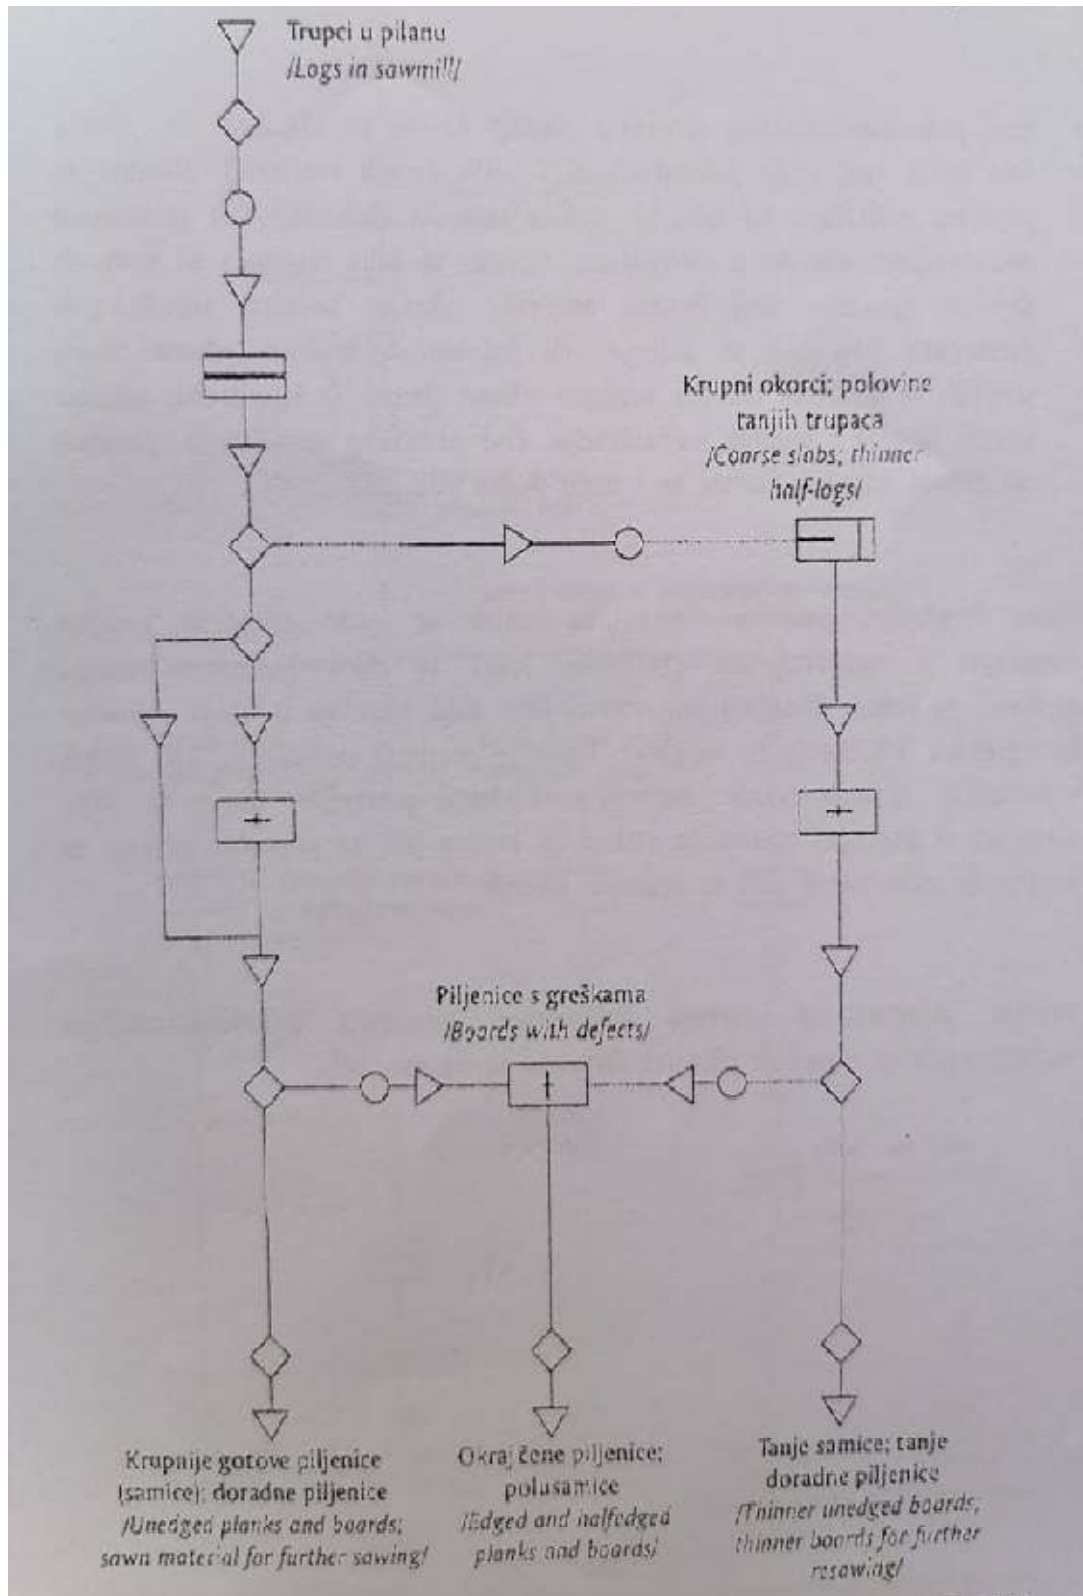 Trupci u pilanu
/Logs in sawmill/
Krupni okorci; polovine
tanjih trupaca
/Coarse slabs; thinner
half-logs/
Piljenice s greškama
/Boards with defects/
Krupnije gotove piljenice
(samice); doradne piljenice
/Unedged planks and boards;
sawn material for further sawing/
Okrajčene piljenice;
polusamice
/Edged and halfedged
planks and boards/
Tanje samice; tanje
doradne piljenice
/Thinner unedged boards,
thinner boards for further
resawing/